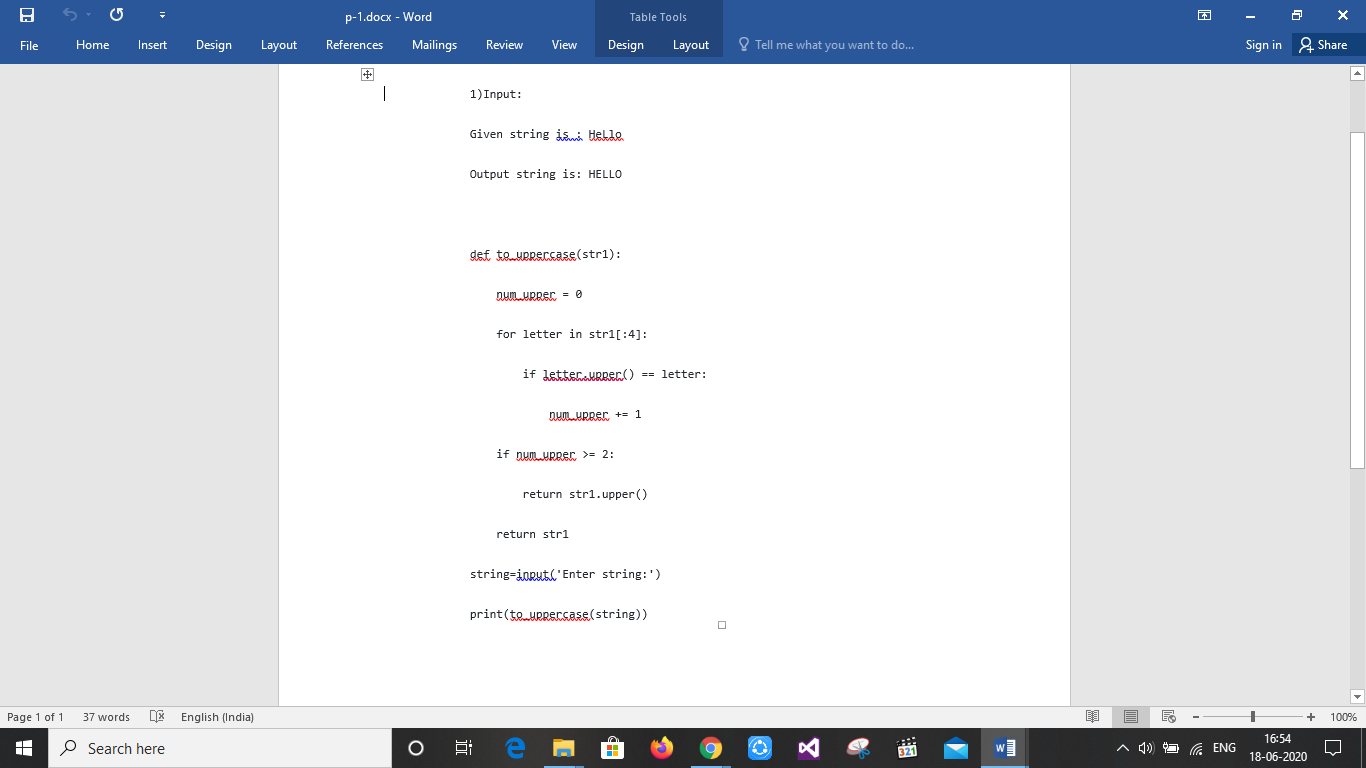 p-1.docx - Word
Table Tools
File
Home
Insert
Design
Layout
References
Mailings
Review
View
Design
Layout
Tell me what you want to do...
Sign in
Share
1)Input:
Given string is : HeLlo
Output string is: HELLO
def to_uppercase(str1):
num_upper = 0
for letter in str1[:4]:
if letter.upper() == letter:
num_upper += 1
if num_upper >= 2:
return str1.upper()
return str1
string=input('Enter string:')
print(to_uppercase(string))
Page 1 of 1
37 words
English (India)
100%
Search here
321
ENG
16:54
18-06-2020